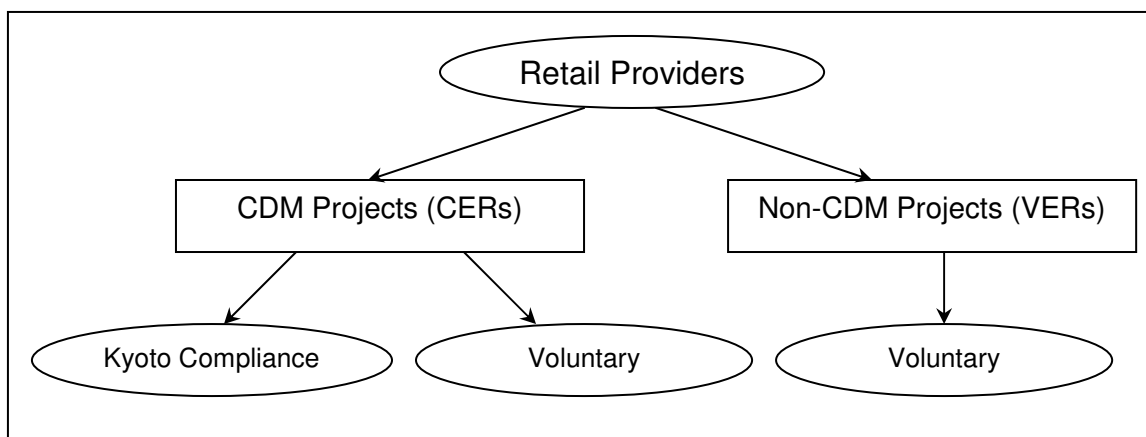 Retail Providers
CDM Projects (CERs)
Non-CDM Projects (VERs)
Kyoto Compliance
Voluntary
Voluntary